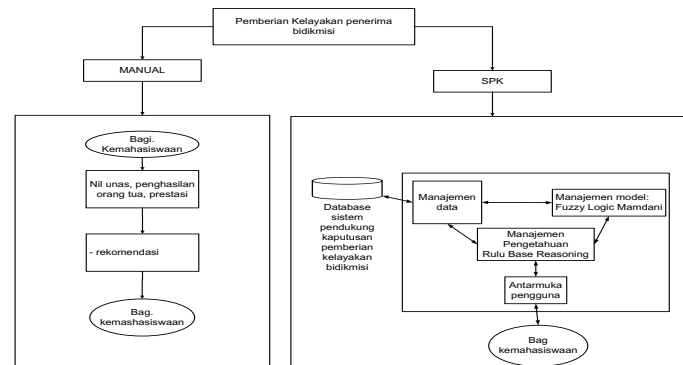 Pemberian Kelayakan penerima
bidikmisi
MANUAL
SPK
Bagi.
Kemahasiswaan
Nil unas, penghasilan
orang tua, prestasi
- rekomendasi
Bag.
kemashasiswaan
Database
sistem
pendukung
kaputusan
pemberian
kelayakan
bidikmisi
Manajemen
data
Manajemen model:
Fuzzy Logic Mamdani
Manajemen
Pengetahuan
Rulu Base Reasoning
Antarmuka
pengguna
Bag
kemahasiswaan